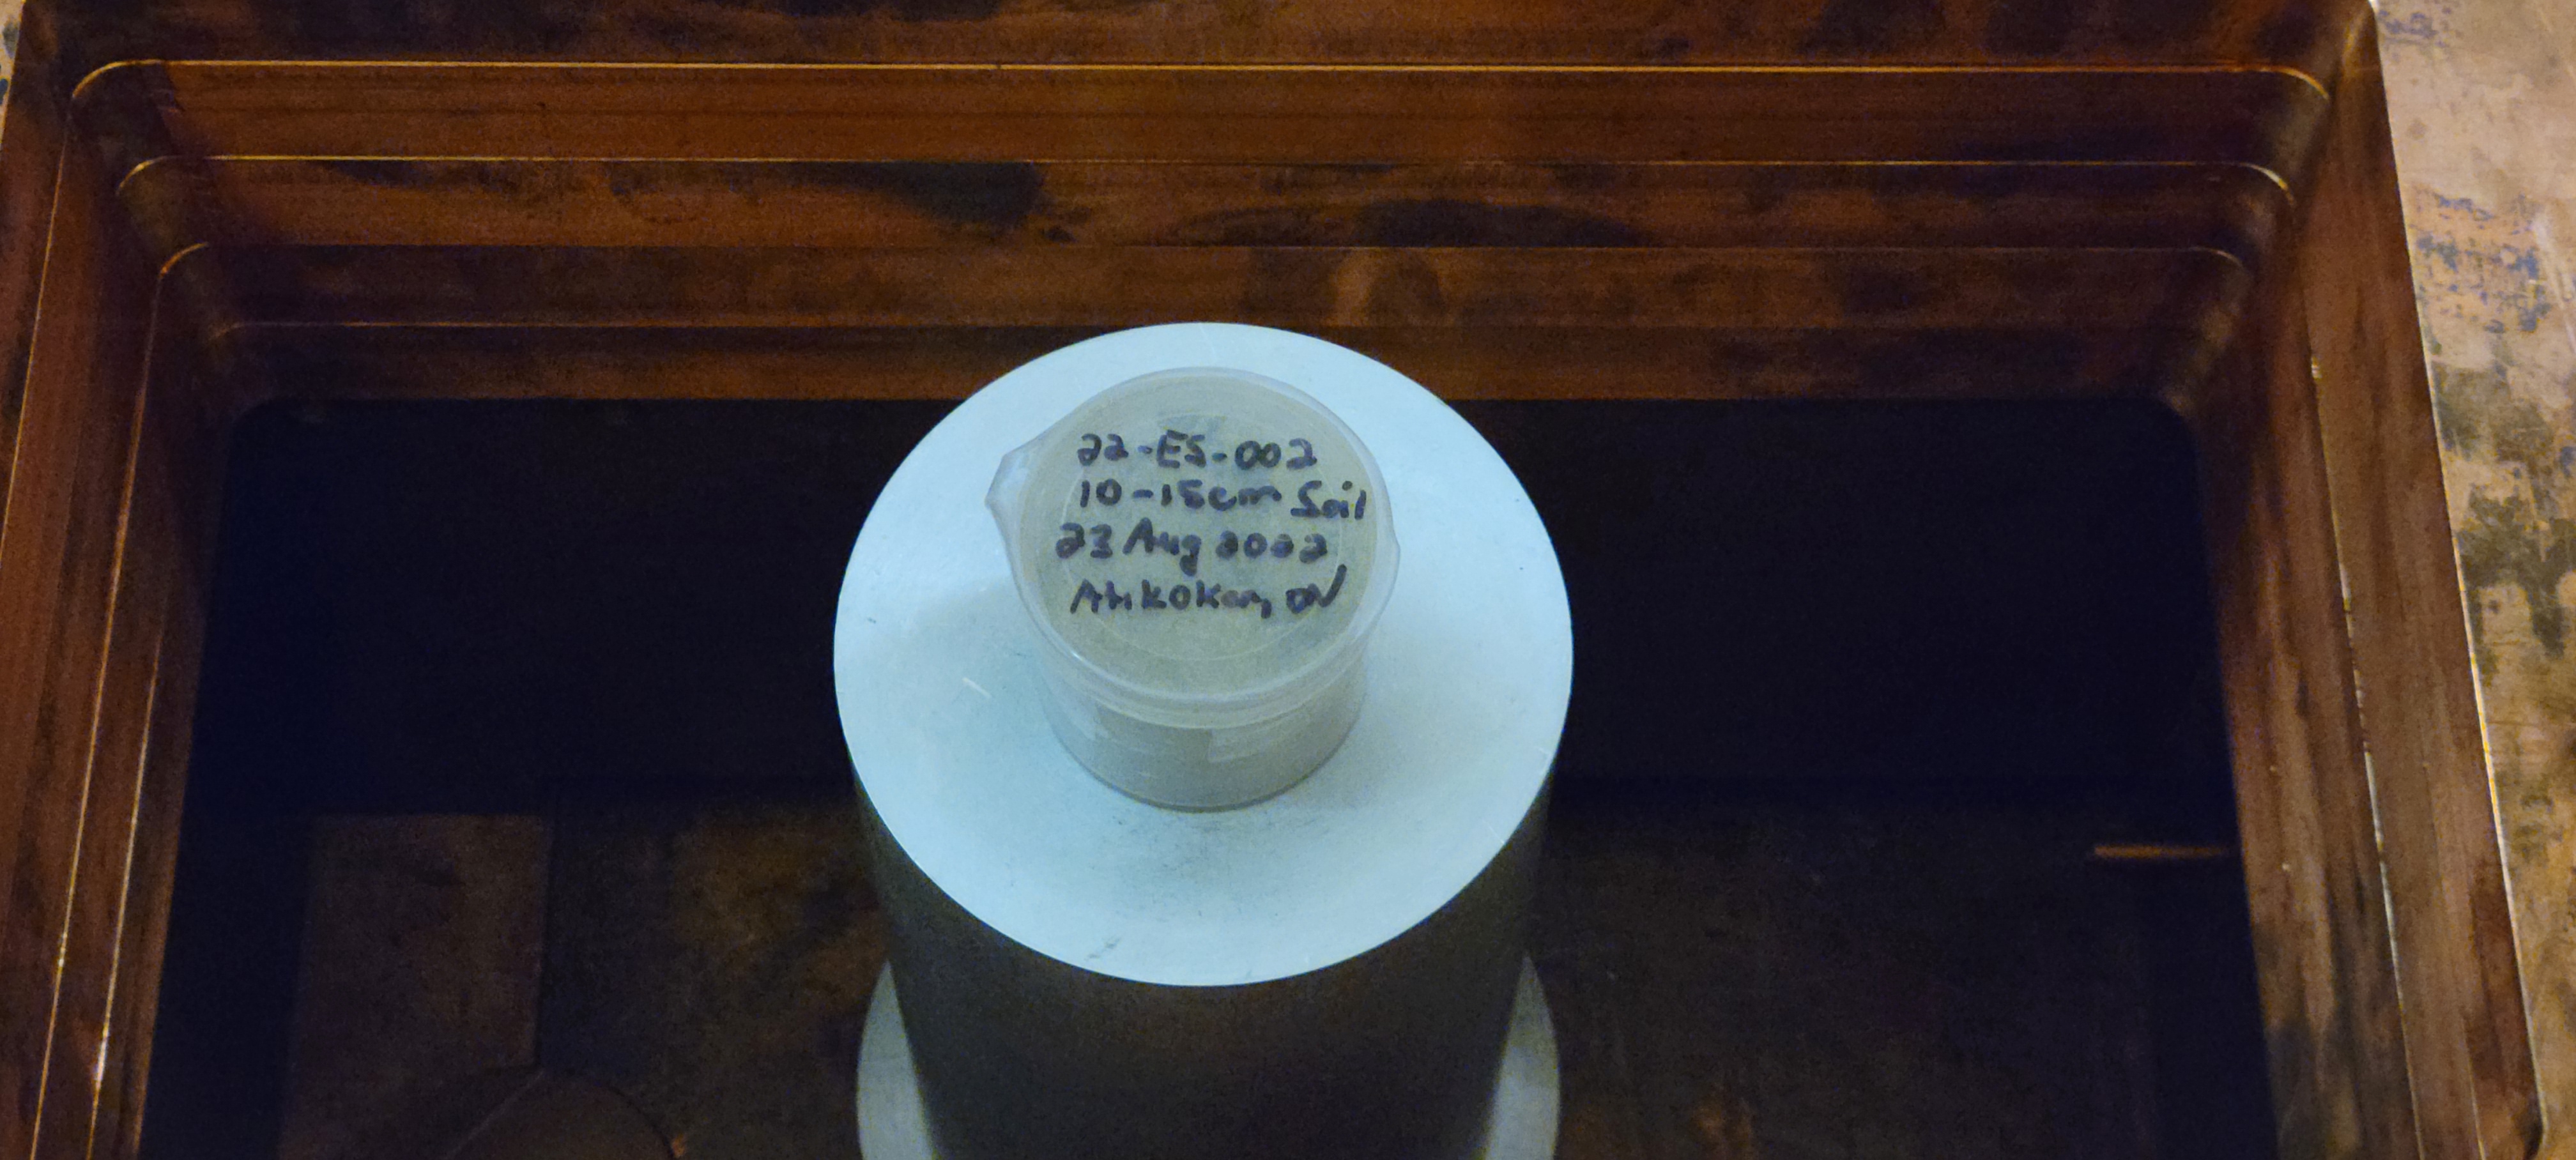 22-ES-002
10-15cm Soil
23 Aug 2022
Atikokan, ON